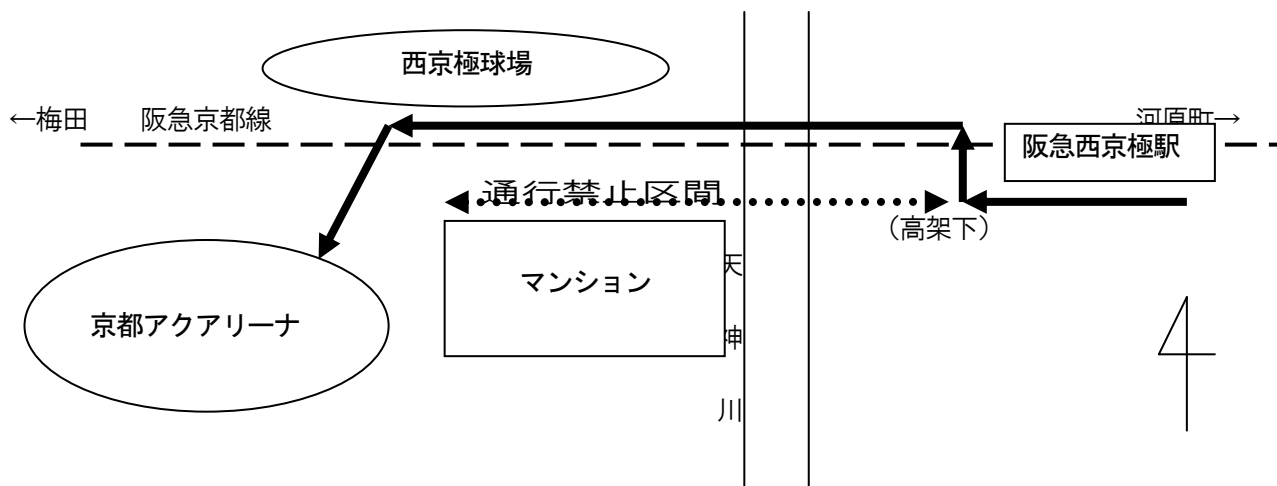 西京極球場
←梅田
阪急京都線
河原町→
阪急西京極駅
通行禁止区間
（高架下）
マンション
天神川
京都アクアリーナ